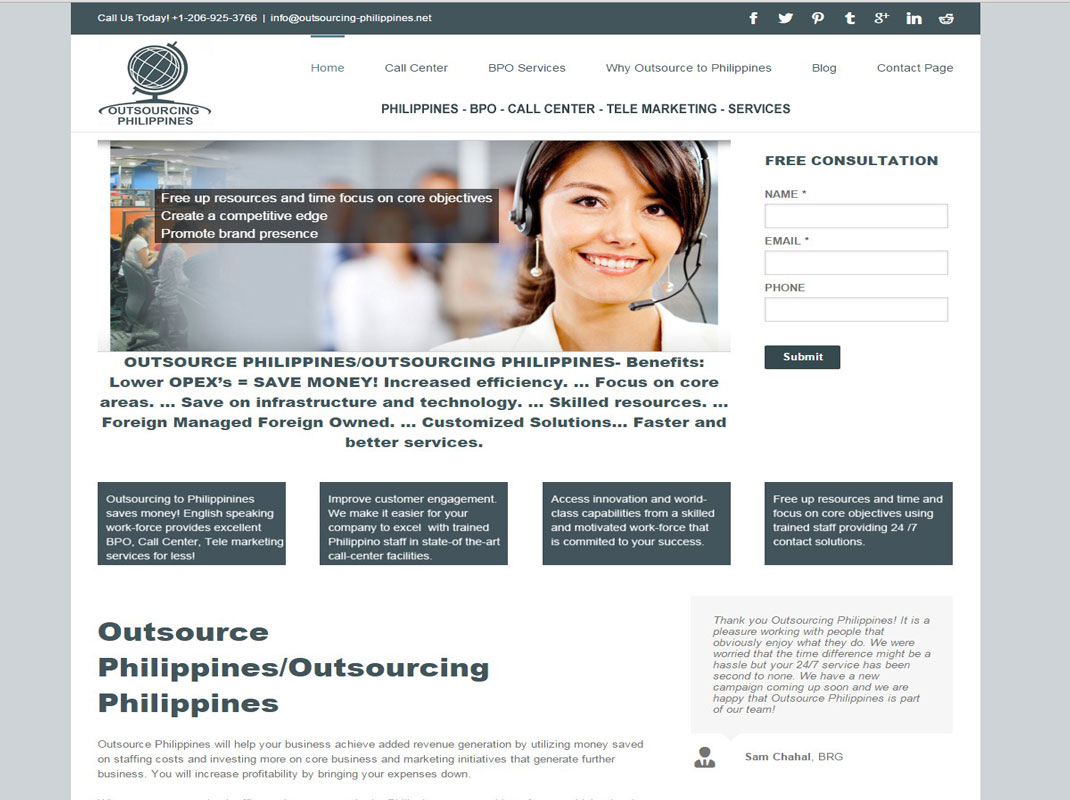 Call Us Today! +1-206-925-3766 | info@outsourcing-philippines.net
OUTSOURCING
PHILIPPINES
Home Call Center BPO Services Why Outsource to Philippines Blog Contact Page
PHILIPPINES - BPO - CALL CENTER - TELE MARKETING - SERVICES
Free up resources and time focus on core objectives
Create a competitive edge
Promote brand presence
OUTSOURCE PHILIPPINES/OUTSOURCING PHILIPPINES- Benefits:
Lower OPEX’s = SAVE MONEY! Increased efficiency. ... Focus on core
areas. ... Save on infrastructure and technology. ... Skilled resources. ...
Foreign Managed Foreign Owned. ... Customized Solutions... Faster and
better services.
FREE CONSULTATION
NAME *
EMAIL *
PHONE
Submit
Outsourcing to Philippinines
saves money! English speaking
work-force provides excellent
BPO, Call Center, Tele marketing
services for less!
Improve customer engagement.
We make it easier for your
company to excel with trained
Philippino staff in state-of the-art
call-center facilities.
Access innovation and world-
class capabilities from a skilled
and motivated work-force that
is commited to your success.
Free up resources and time and
focus on core objectives using
trained staff providing 24 /7
contact solutions.
Outsource
Philippines/Outsourcing
Philippines
Outsource Philippines will help your business achieve added revenue generation by utilizing money saved
on staffing costs and investing more on core business and marketing initiatives that generate further
business. You will increase profitability by bringing your expenses down.
Thank you Outsourcing Philippines! It is a
pleasure working with people that
obviously enjoy what they do. We were
worried that the time difference might be a
hassle but your 24/7 service has been
second to none. We have a new
campaign coming up soon and we are
happy that Outsource Philippines is part
of our team!
Sam Chahal, BRG